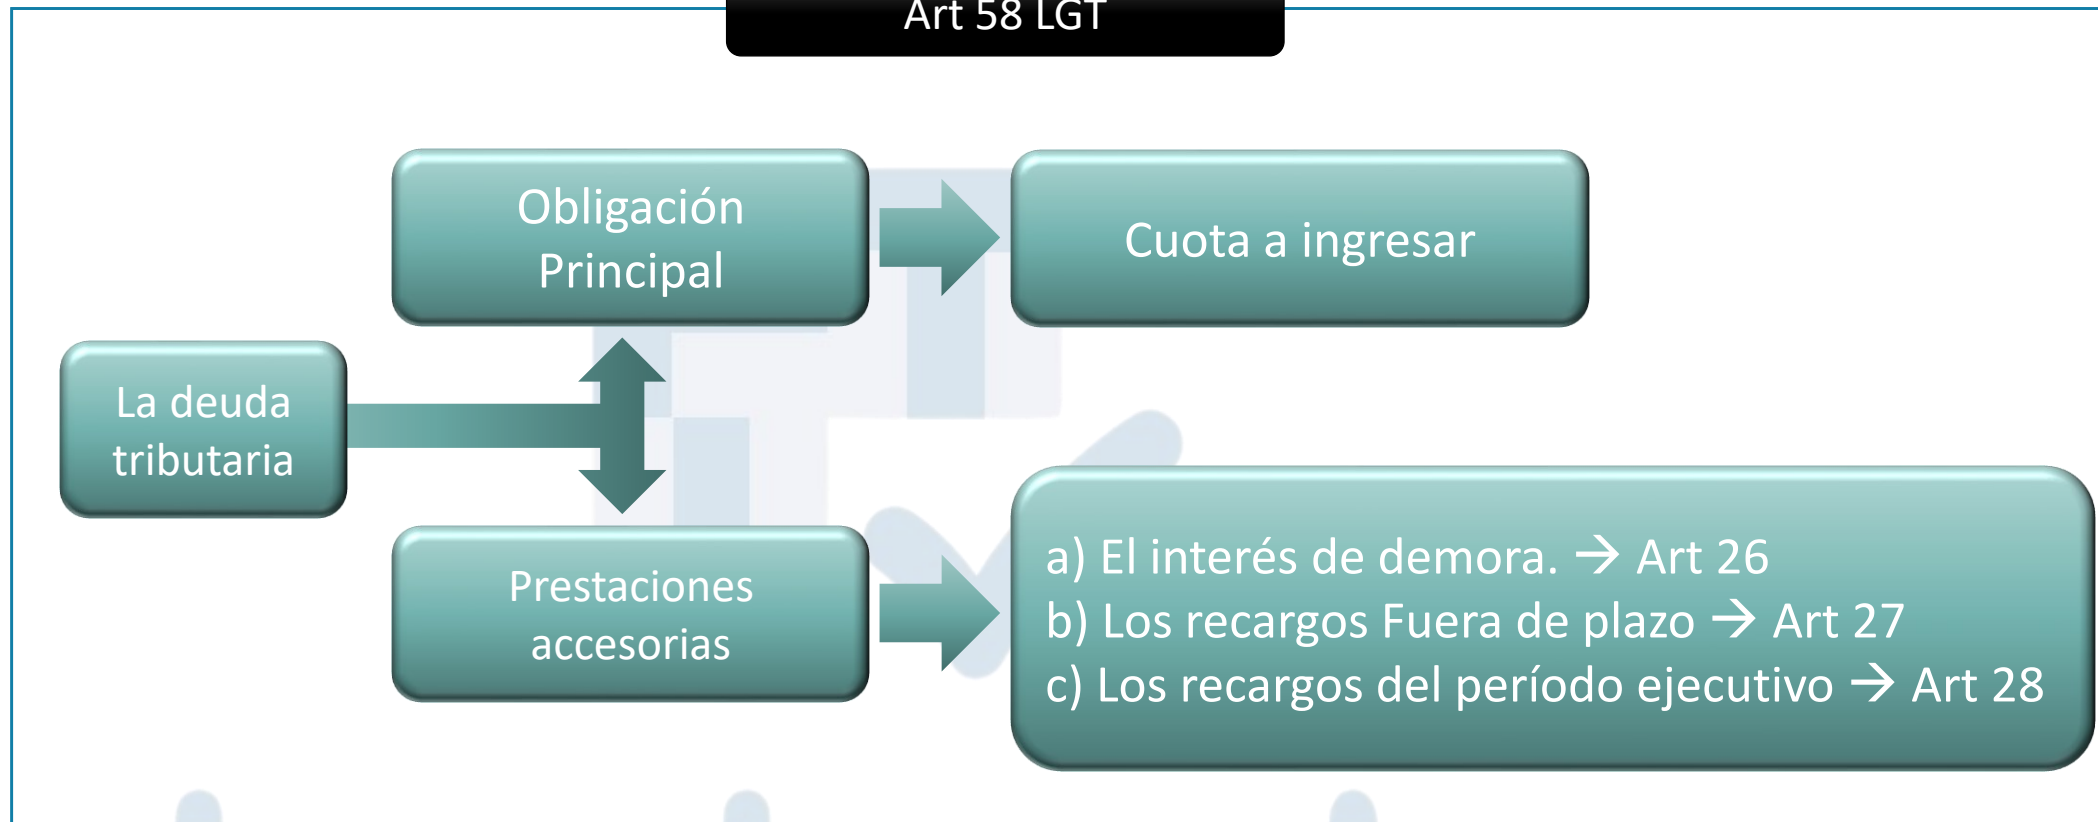 Art 58 LGT
Obligación
Principal
Cuota a ingresar
La deuda
tributaria
Prestaciones
accesorias
a) El interés de demora. → Art 26
b) Los recargos Fuera de plazo → Art 27
c) Los recargos del período ejecutivo → Art 28